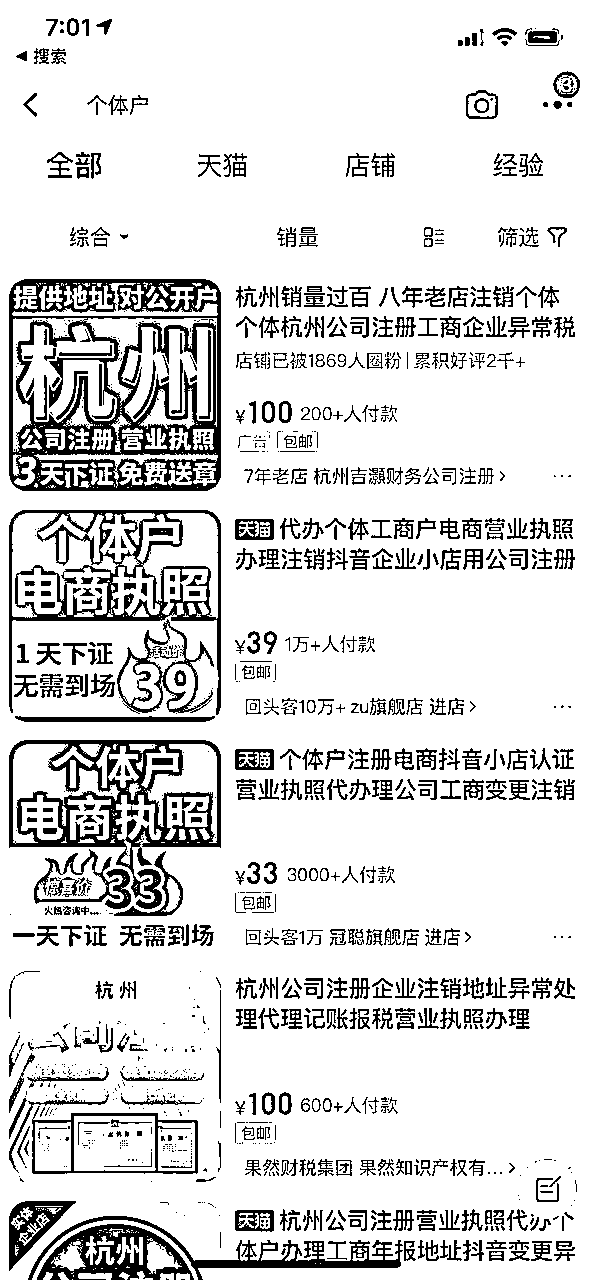 7:01
搜索
个体户
全部
天猫
店铺
经验
综合
销量
筛选
提供地址 对公开户
杭州
公司注册 营业执照
3天下证 免费送章
杭州销量过百 八年老店注销个体
个体杭州公司注册工商企业异常税
店铺已被1869人圈粉 | 累积好评2千+
¥100 200+人付款
广告 包邮
7年老店 杭州吉灏财务公司注册
个体户
电商执照
1天下证
无需到场
39
天猫 代办个体工商户电商营业执照
办理注销抖音企业小店用公司注册
¥39 1万+人付款
包邮
回头客10万+ zu旗舰店 进店
个体户
电商执照
惊喜价 33
火热咨询中...
一天下证 无需到场
天猫 个体户注册电商抖音小店认证
营业执照代办理公司工商变更注销
¥33 3000+人付款
包邮
回头客1万 冠聪旗舰店 进店
杭州
杭州公司注册企业注销地址异常处
理代理记账报税营业执照办理
¥100 600+人付款
包邮
果然财税集团 果然知识产权有...
实体
企业店
杭州
天猫 杭州公司注册营业执照代办个
体户办理工商年报地址抖音变更异